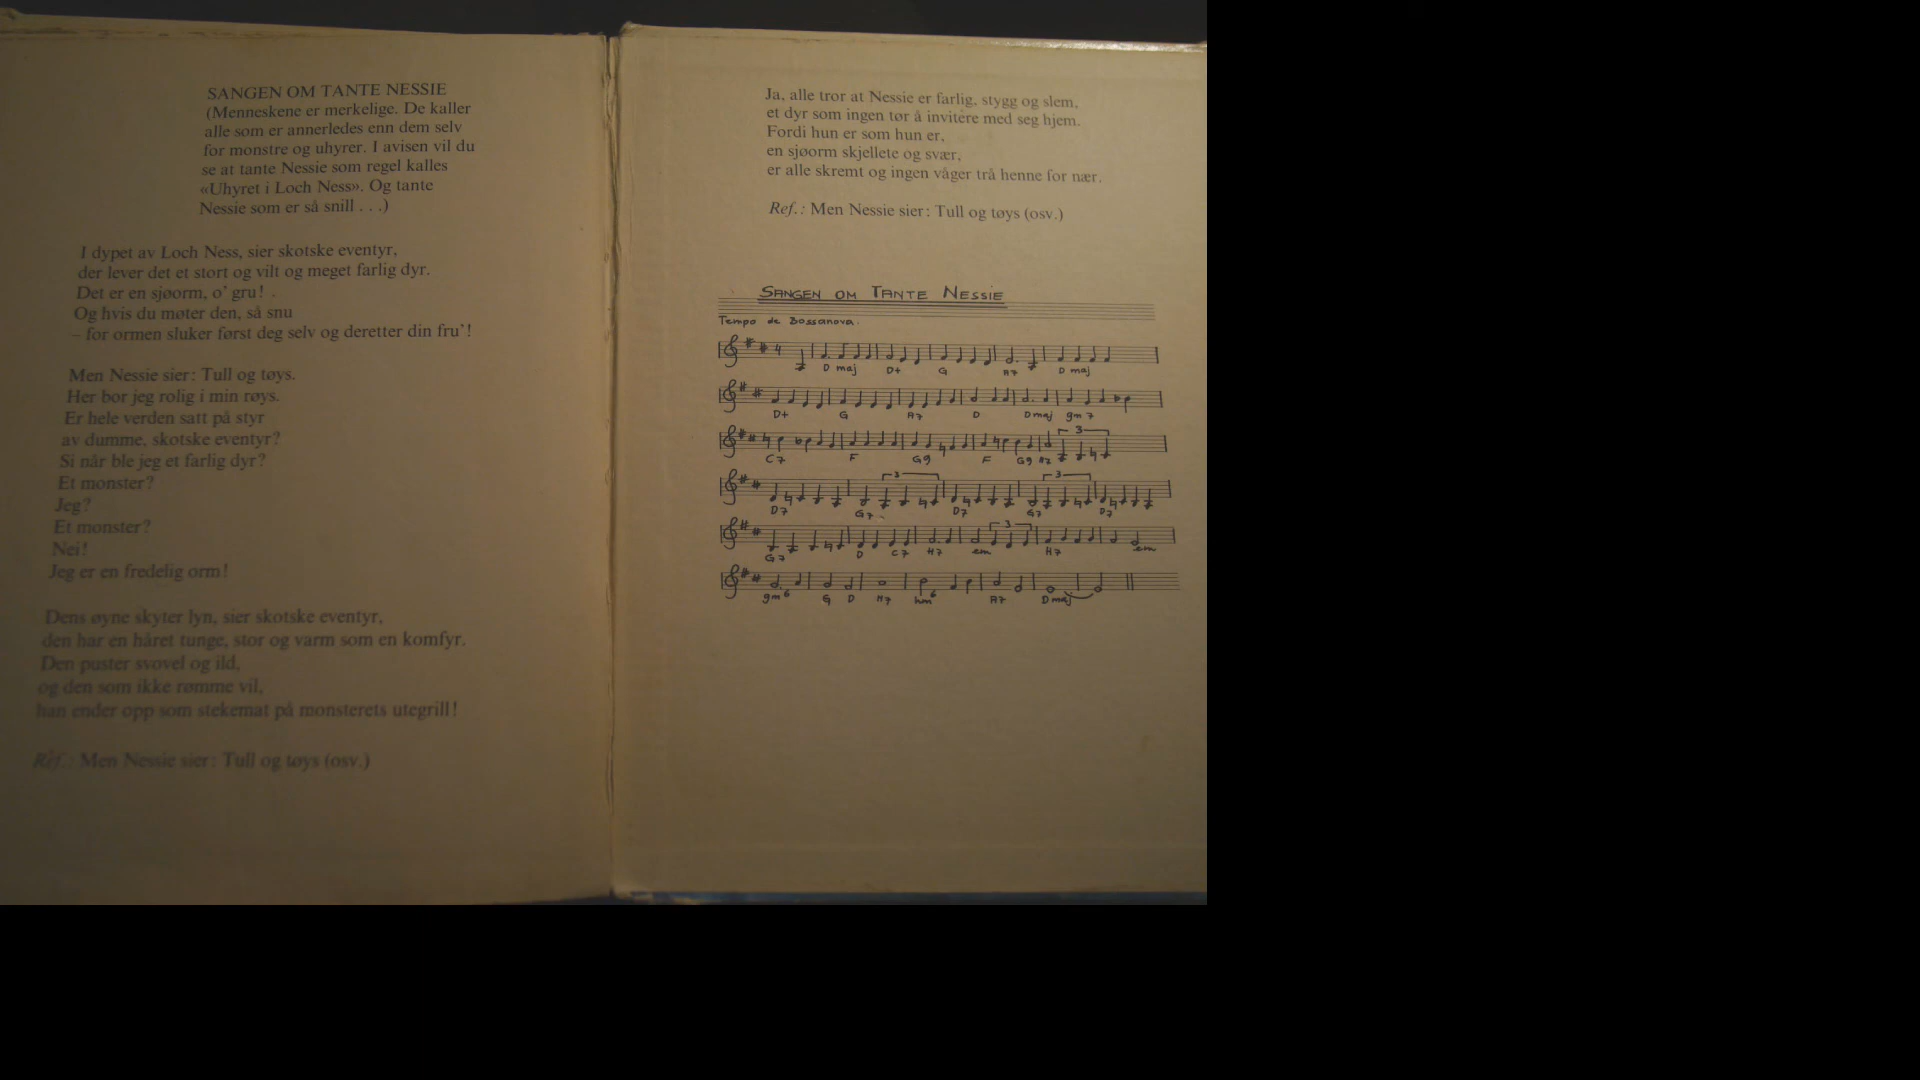 SANGEN OM TANTE NESSIE
(Menneskene er merkelige. De kaller
alle som er annerledes enn dem selv
for monstre og uhyrer. I avisen vil du
se at tante Nessie som regel kalles
«Uhyret i Loch Ness». Og tante
Nessie som er så snill . . .)
I dypet av Loch Ness, sier skotske eventyr,
der lever det et stort og vilt og meget farlig dyr.
Det er en sjøorm, o' gru!
Og hvis du møter den, så snu
– for ormen sluker først deg selv og deretter din fru'!
Men Nessie sier: Tull og tøys.
Her bor jeg rolig i min røys.
Er hele verden satt på styr
av dumme, skotske eventyr?
Si når ble jeg et farlig dyr?
Et monster?
Jeg?
Et monster?
Nei!
Jeg er en fredelig orm!
Dens øyne skyter lyn, sier skotske eventyr,
den har en håret tunge, stor og varm som en komfyr.
Den puster svovel og ild,
og den som ikke rømme vil,
han ender opp som stekemat på monsterets utegrill!
Ref.: Men Nessie sier: Tull og tøys (osv.)
Ja, alle tror at Nessie er farlig, stygg og slem,
et dyr som ingen tør å invitere med seg hjem.
Fordi hun er som hun er,
en sjøorm skjellete og svær,
er alle skremt og ingen våger trå henne for nær.
Ref.: Men Nessie sier: Tull og tøys (osv.)
SANGEN OM TANTE NESSIE
Tempo de Bossanova.
4
D maj D+ G A7 D maj
D+ G A7 D Dmaj gm7
3
C7 F G9 F G9 A7
3 3
D7 G7 D7 G7 D7
3
G7 D C7 H7 em H7 em
gm6 G D H7 hm6 A7 Dmaj